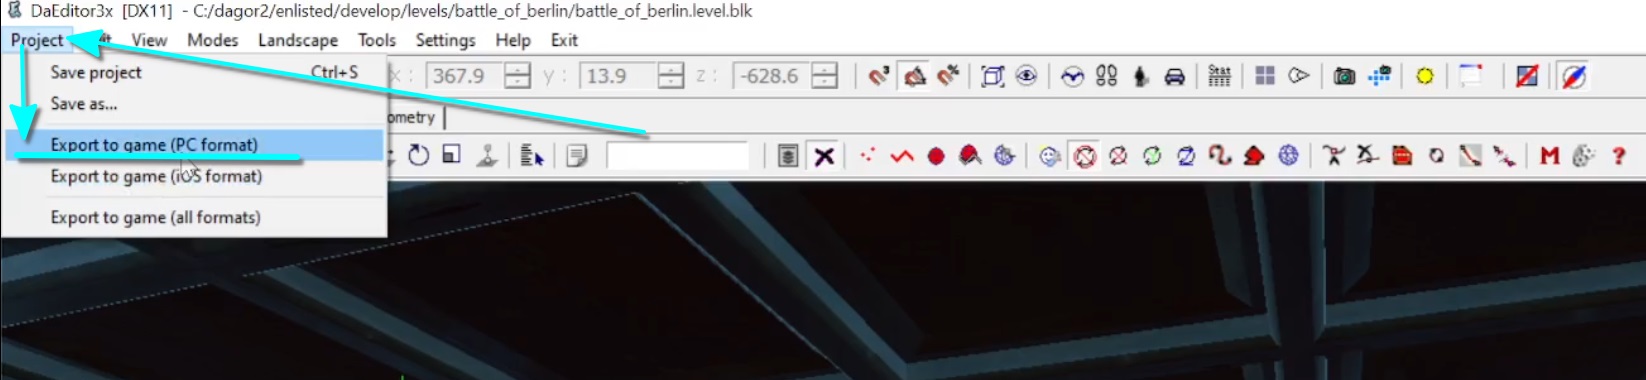 DaEditor3x [DX11] - C:/dagor2/enlisted/develop/levels/battle_of_berlin/battle_of_berlin.level.blk
Project View Modes Landscape Tools Settings Help Exit
Save project Ctrl+S x: 367.9 y: 13.9 z: -628.6 Stat
Save as...
ometry
Export to game (PC format)
Export to game (iOS format)
Export to game (all formats)
M ?